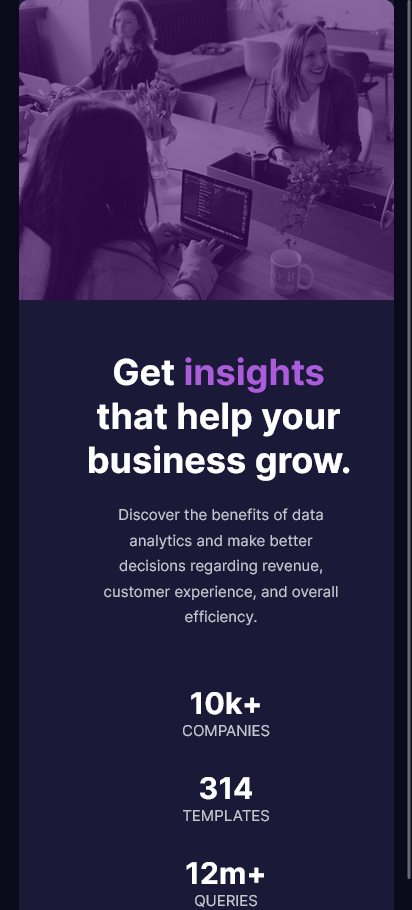 Get insights
that help your
business grow.
Discover the benefits of data
analytics and make better
decisions regarding revenue,
customer experience, and overall
efficiency.
10k+
COMPANIES
314
TEMPLATES
12m+
QUERIES